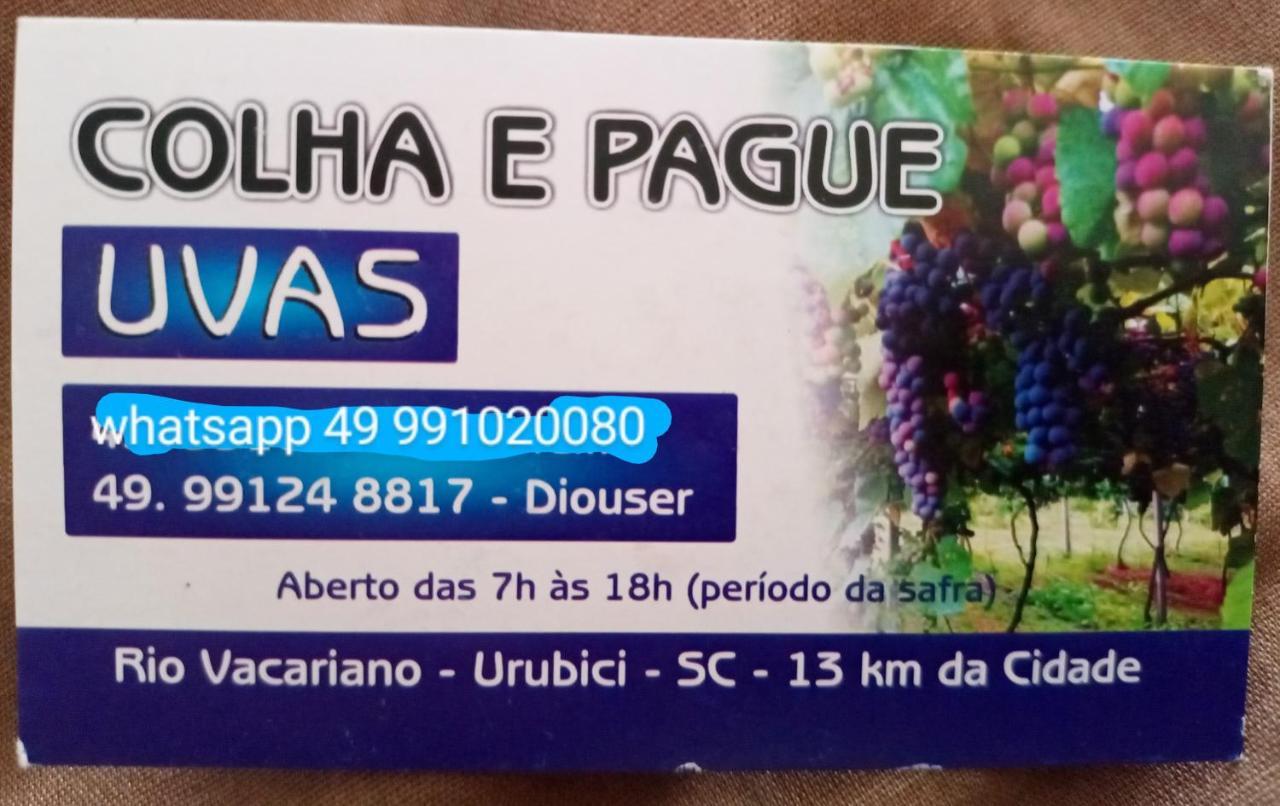 COLHA E PAGUE
UVAS
whatsapp 49 991020080
49. 99124 8817 - Diouser
Aberto das 7h às 18h (período da safra)
Rio Vacariano - Urubici - SC - 13 km da Cidade